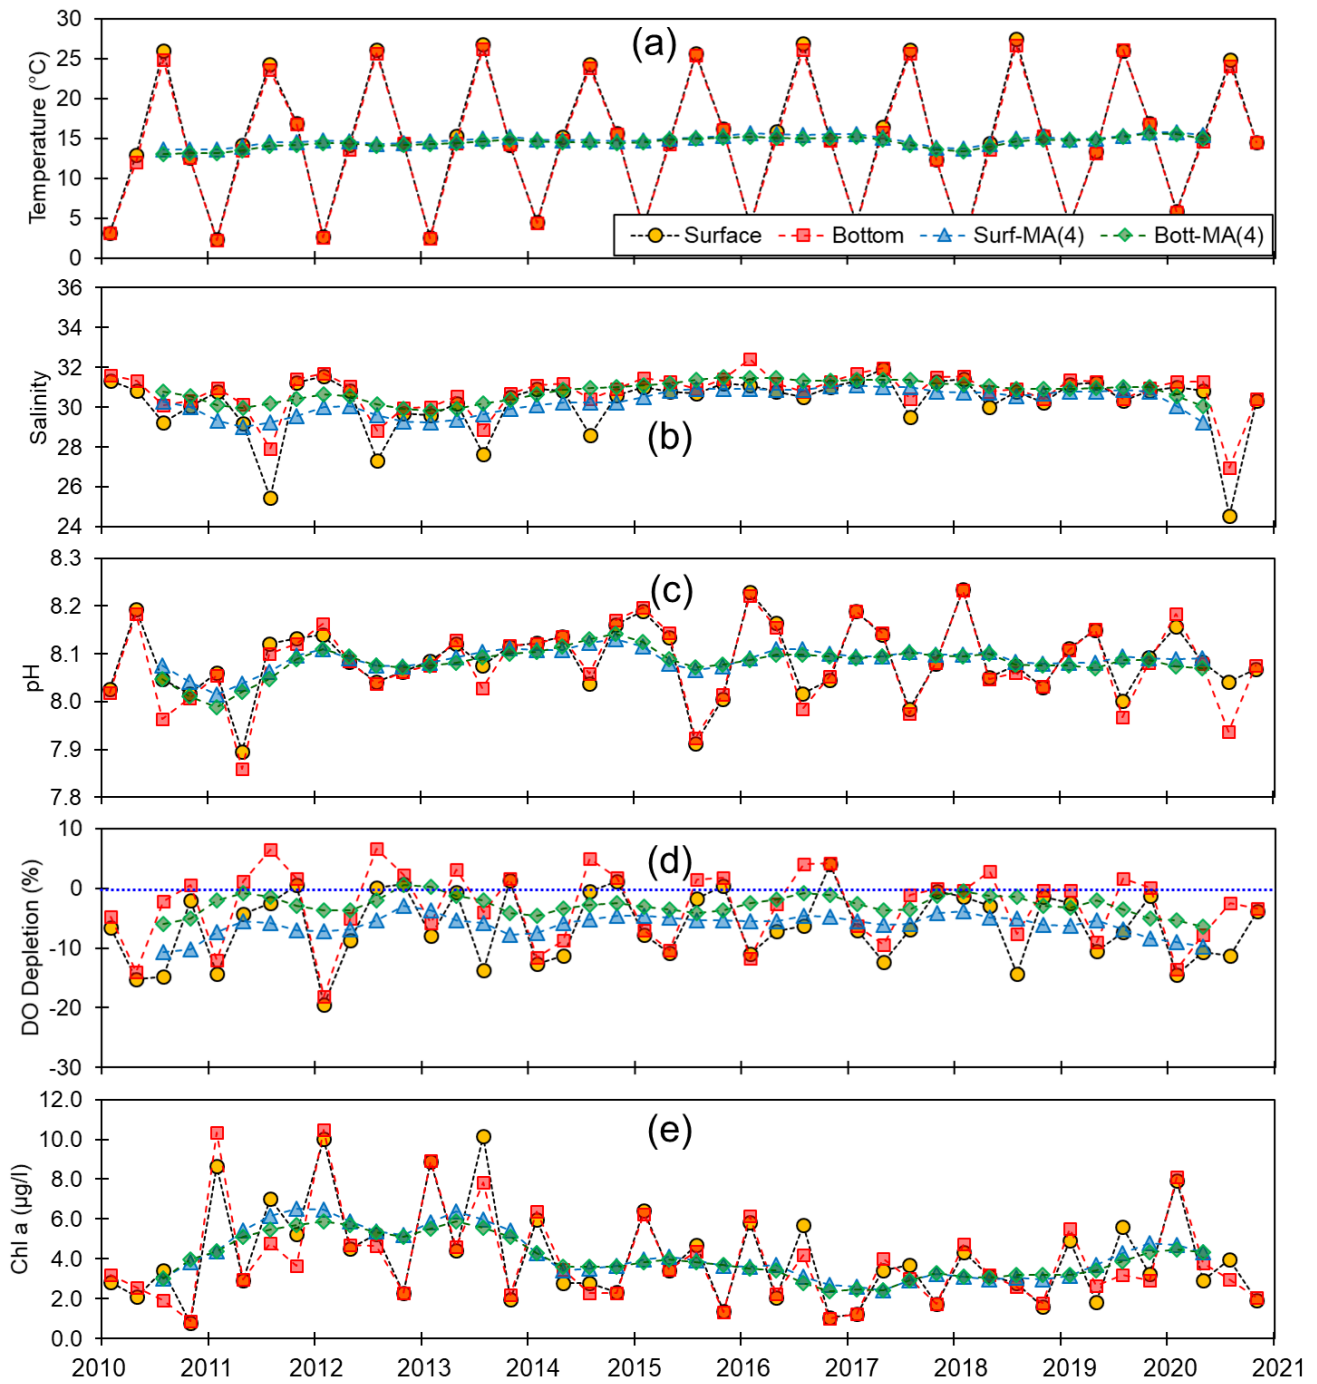 (a)
Temperature (°C)
30
25
20
15
10
5
0
Surface Bottom Surf-MA(4) Bott-MA(4)
(b)
Salinity
36
34
32
30
28
26
24
(c)
pH
8.3
8.2
8.1
8.0
7.9
7.8
(d)
DO Depletion (%)
10
0
-10
-20
-30
(e)
Chl a (µg/l)
12.0
10.0
8.0
6.0
4.0
2.0
0.0
2010 2011 2012 2013 2014 2015 2016 2017 2018 2019 2020 2021